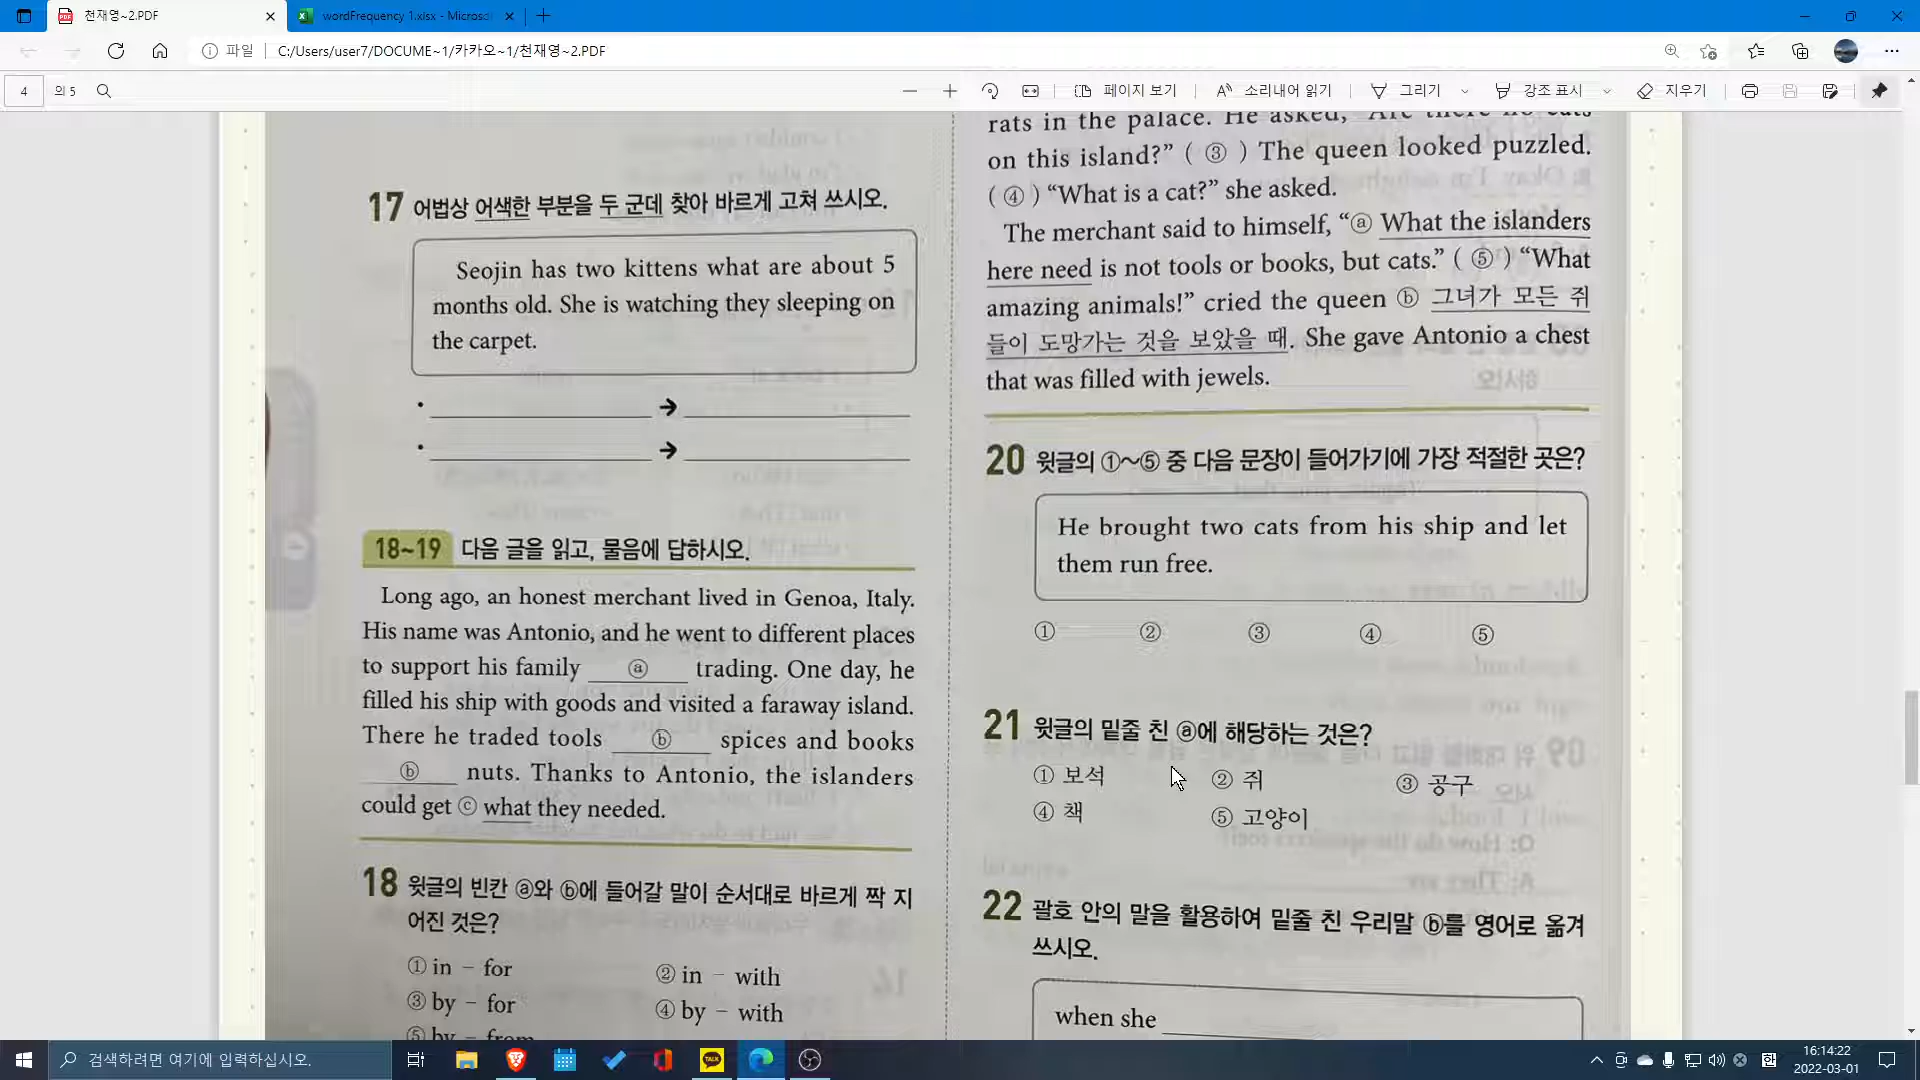 천재영~2.PDF
wordFrequency 1.xlsx - Microso
파일
C:/Users/user7/DOCUME~1/카카오~1/천재영~2.PDF
4 의 5
페이지 보기
소리내어 읽기
그리기
강조 표시
지우기
17 어법상 어색한 부분을 두 군데 찾아 바르게 고쳐 쓰시오.
Seojin has two kittens what are about 5
months old. She is watching they sleeping on
the carpet.
• ➔
• ➔
18~19 다음 글을 읽고, 물음에 답하시오.
Long ago, an honest merchant lived in Genoa, Italy.
His name was Antonio, and he went to different places
to support his family ⓐ trading. One day, he
filled his ship with goods and visited a faraway island.
There he traded tools ⓑ spices and books
ⓑ nuts. Thanks to Antonio, the islanders
could get ⓒ what they needed.
18 윗글의 빈칸 ⓐ와 ⓑ에 들어갈 말이 순서대로 바르게 짝 지
어진 것은?
① in – for
② in – with
③ by – for
④ by – with
⑤ by – from
rats in the palace. He asked, “Are there no cats
on this island?” ( ③ ) The queen looked puzzled.
( ④ ) “What is a cat?” she asked.
The merchant said to himself, “ⓐ What the islanders
here need is not tools or books, but cats.” ( ⑤ ) “What
amazing animals!” cried the queen ⓑ 그녀가 모든 쥐
들이 도망가는 것을 보았을 때. She gave Antonio a chest
that was filled with jewels.
20 윗글의 ①~⑤ 중 다음 문장이 들어가기에 가장 적절한 곳은?
He brought two cats from his ship and let
them run free.
① ② ③ ④ ⑤
21 윗글의 밑줄 친 ⓐ에 해당하는 것은?
① 보석 ② 쥐 ③ 공구
④ 책 ⑤ 고양이
22 괄호 안의 말을 활용하여 밑줄 친 우리말 ⓑ를 영어로 옮겨
쓰시오.
when she
검색하려면 여기에 입력하십시오.
TALK
한
16:14:22
2022-03-01